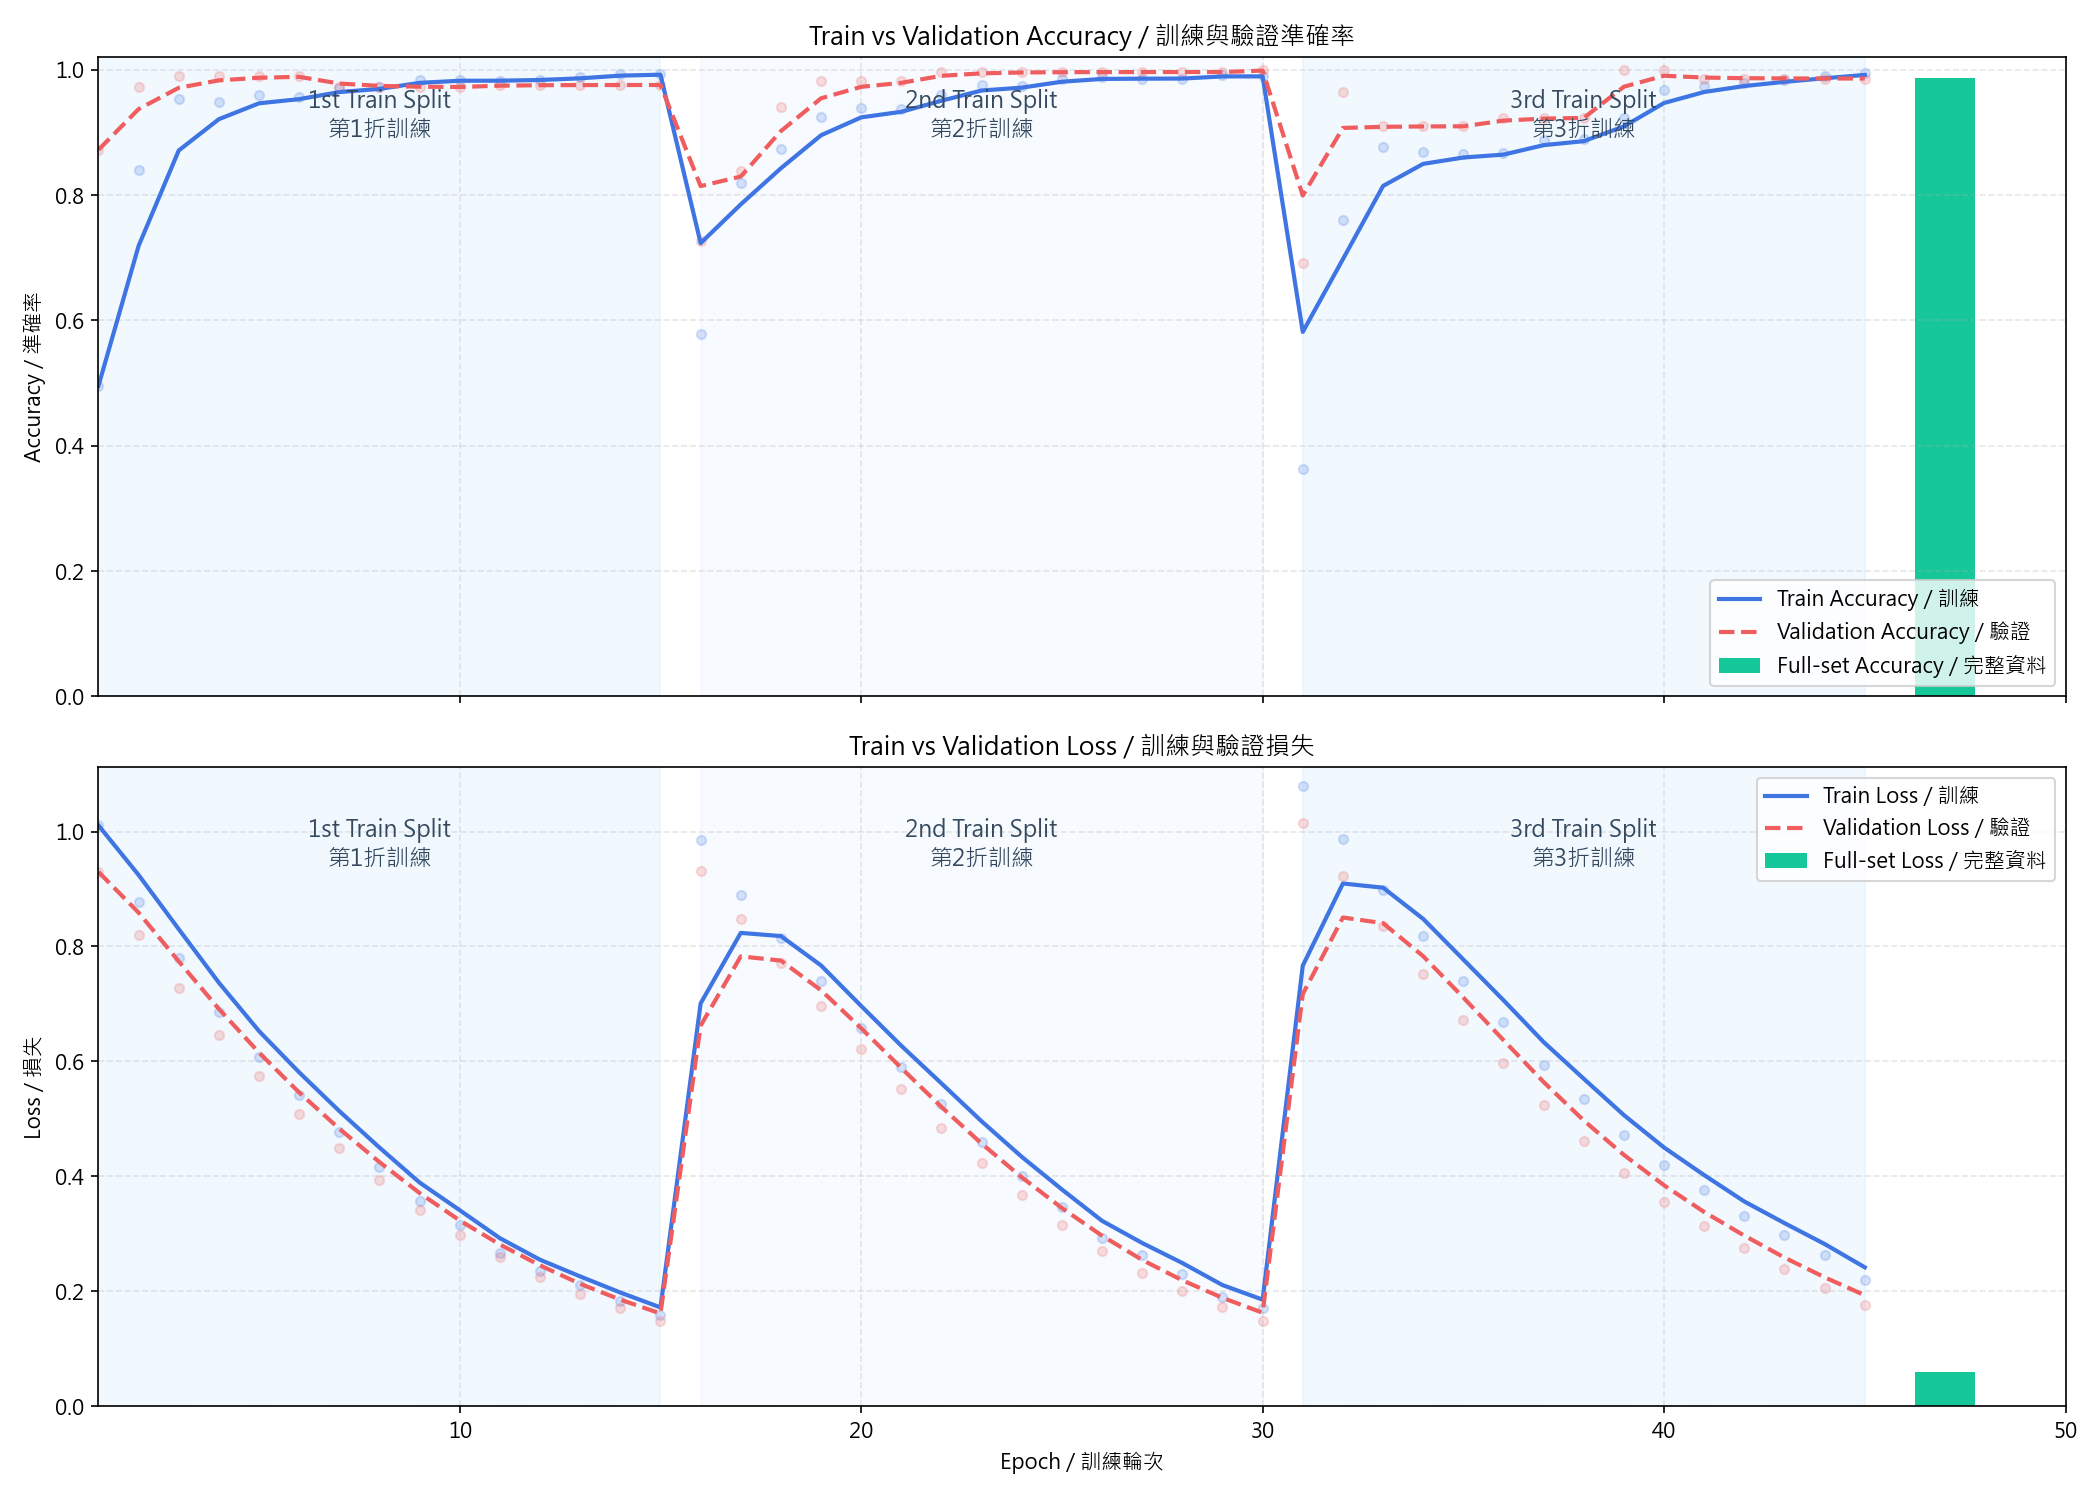 Train vs Validation Accuracy / 訓練與驗證準確率
1.0
0.8
0.6
0.4
0.2
0.0
Accuracy / 準確率
1st Train Split
第1折訓練
2nd Train Split
第2折訓練
3rd Train Split
第3折訓練
Train Accuracy / 訓練
Validation Accuracy / 驗證
Full-set Accuracy / 完整資料
Train vs Validation Loss / 訓練與驗證損失
1.0
0.8
0.6
0.4
0.2
0.0
Loss / 損失
1st Train Split
第1折訓練
2nd Train Split
第2折訓練
3rd Train Split
第3折訓練
Train Loss / 訓練
Validation Loss / 驗證
Full-set Loss / 完整資料
10
20
30
40
50
Epoch / 訓練輪次